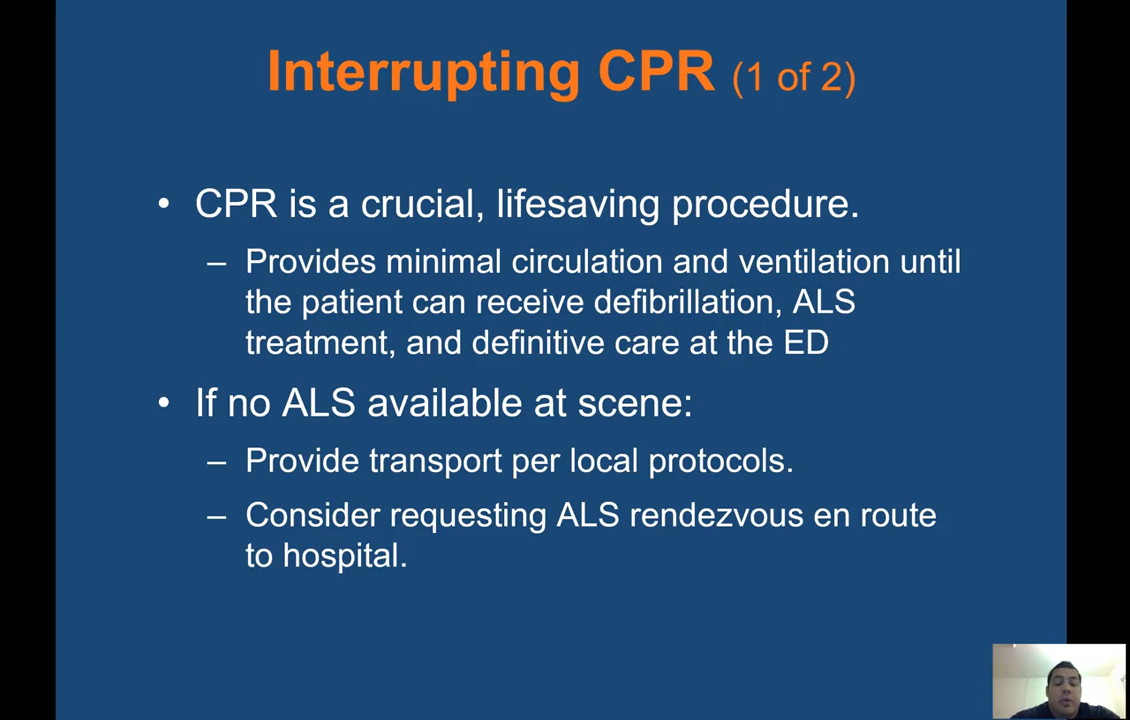 Interrupting CPR (1 of 2)
• CPR is a crucial, lifesaving procedure.
– Provides minimal circulation and ventilation until
the patient can receive defibrillation, ALS
treatment, and definitive care at the ED
• If no ALS available at scene:
– Provide transport per local protocols.
– Consider requesting ALS rendezvous en route
to hospital.